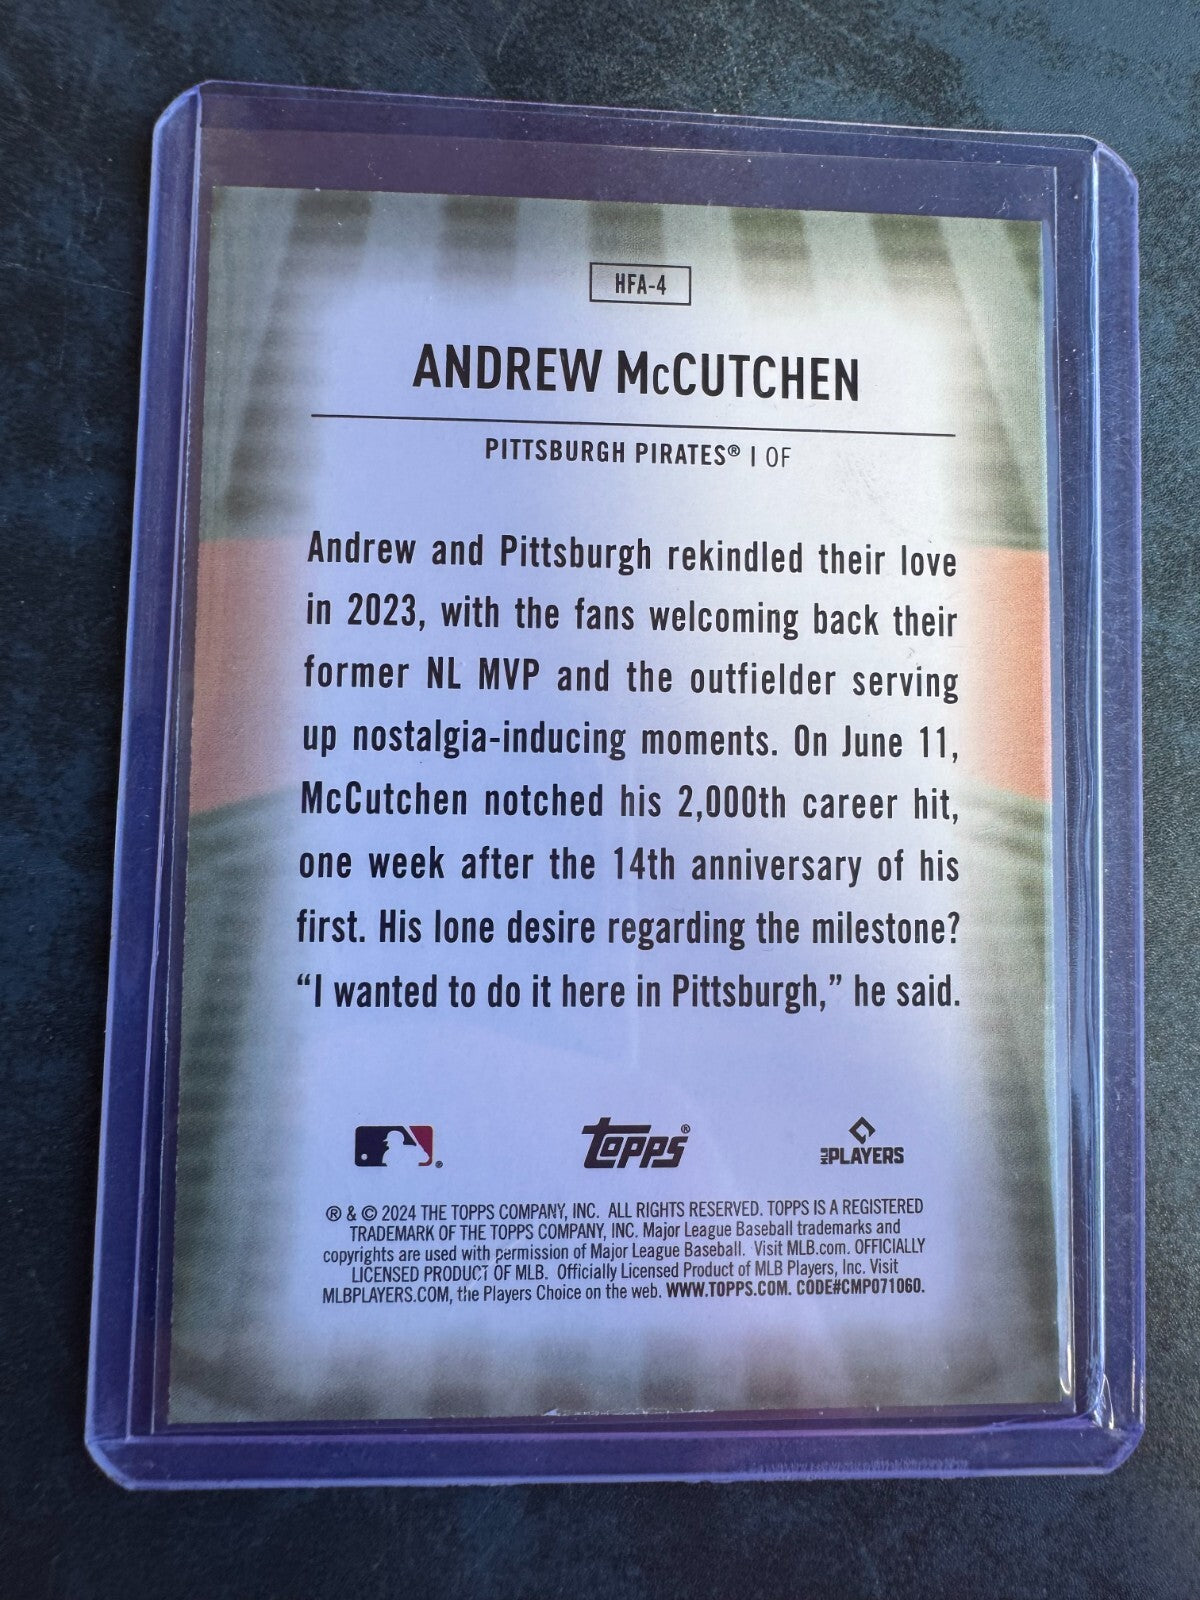 HFA-4
ANDREW McCUTCHEN
PITTSBURGH PIRATES® | OF
Andrew and Pittsburgh rekindled their love
in 2023, with the fans welcoming back their
former NL MVP and the outfielder serving
up nostalgia-inducing moments. On June 11,
McCutchen notched his 2,000th career hit,
one week after the 14th anniversary of his
first. His lone desire regarding the milestone?
“I wanted to do it here in Pittsburgh,” he said.
® Topps® MLB PLAYERS
® & © 2024 THE TOPPS COMPANY, INC. ALL RIGHTS RESERVED. TOPPS IS A REGISTERED
TRADEMARK OF THE TOPPS COMPANY, INC. Major League Baseball trademarks and
copyrights are used with permission of Major League Baseball. Visit MLB.com. OFFICIALLY
LICENSED PRODUCT OF MLB. Officially Licensed Product of MLB Players, Inc. Visit
MLBPLAYERS.COM, the Players Choice on the web. WWW.TOPPS.COM. CODE#CMP071060.